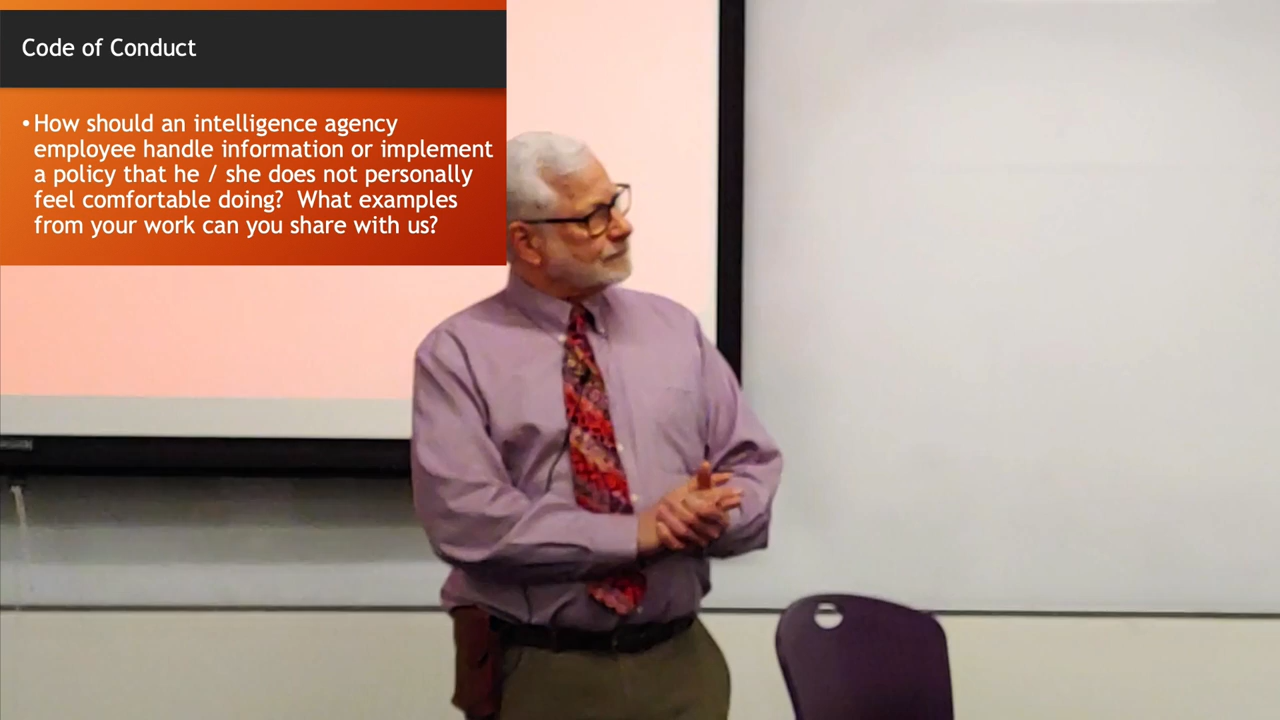 Code of Conduct
• How should an intelligence agency
employee handle information or implement
a policy that he / she does not personally
feel comfortable doing?  What examples
from your work can you share with us?